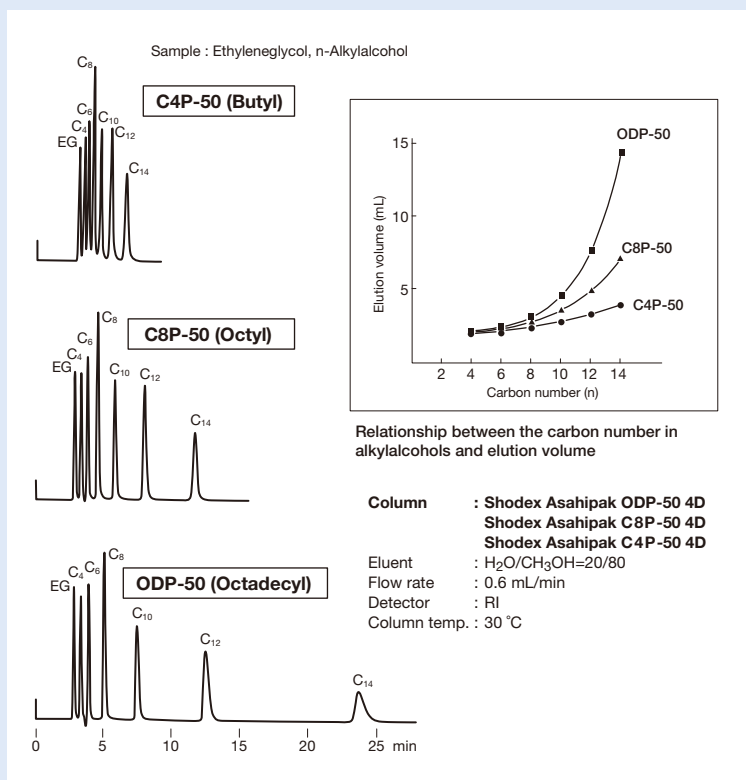 Sample : Ethyleneglycol, n-Alkylalcohol
C4P-50 (Butyl)
EG
C₄
C₆
C₈
C₁₀
C₁₂
C₁₄
C8P-50 (Octyl)
EG
C₄
C₆
C₈
C₁₀
C₁₂
C₁₄
ODP-50 (Octadecyl)
EG
C₄
C₆
C₈
C₁₀
C₁₂
C₁₄
0 5 10 15 20 25 min
ODP-50
C8P-50
C4P-50
Elution volume (mL)
15
10
5
2 4 6 8 10 12 14
Carbon number (n)
Relationship between the carbon number in
alkylalcohols and elution volume
Column : Shodex Asahipak ODP-50 4D
Shodex Asahipak C8P-50 4D
Shodex Asahipak C4P-50 4D
Eluent : H₂O/CH₃OH=20/80
Flow rate : 0.6 mL/min
Detector : RI
Column temp. : 30 ˚C